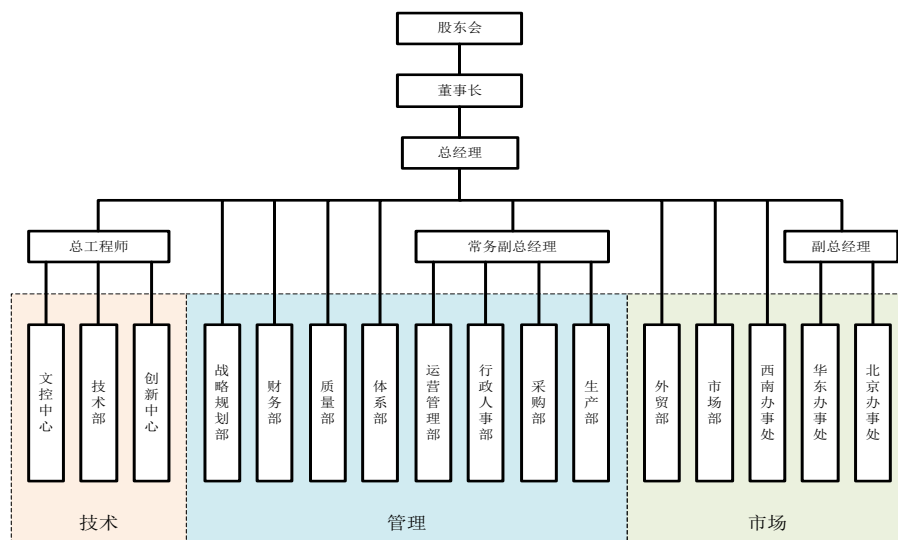 股东会
董事长
总经理
总工程师
常务副总经理
副总经理
文控中心
技术部
创新中心
战略规划部
财务部
质量部
体系部
运营管理部
行政人事部
采购部
生产部
外贸部
市场部
西南办事处
华东办事处
北京办事处
技术
管理
市场